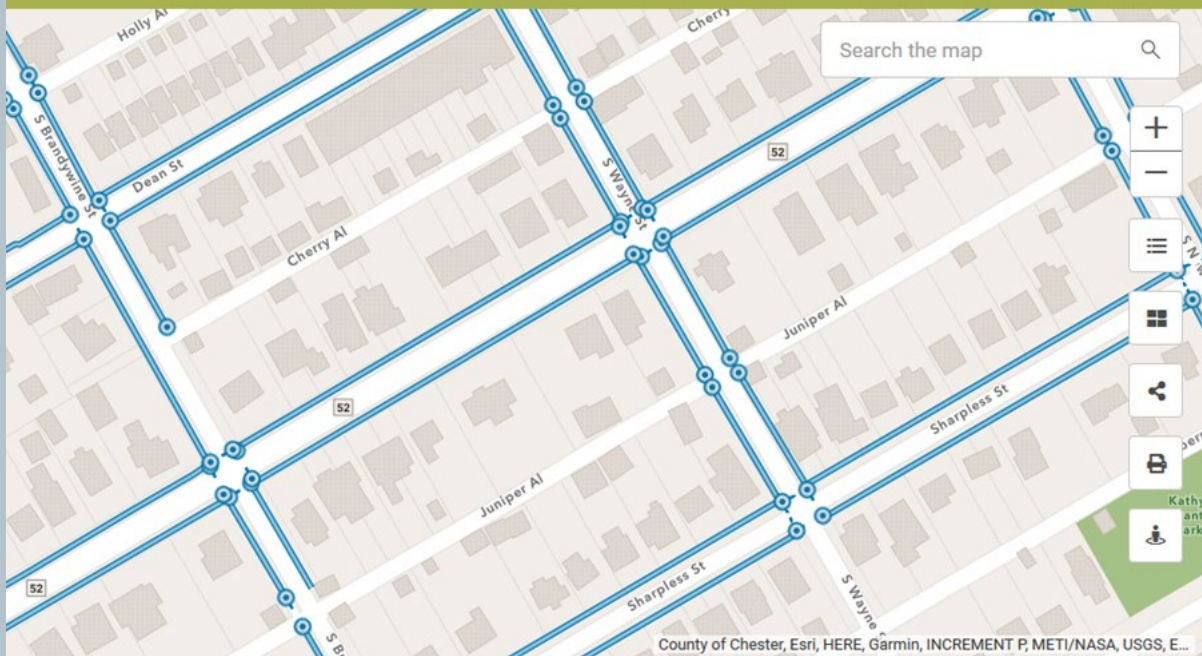 Holly Al
Cherry
Search the map
S Brandywine St
Dean St
52
S Wayne St
Cherry Al
Juniper Al
52
Sharpless St
Juniper Al
Kathy
52
Sharpless St
S Wayne
County of Chester, Esri, HERE, Garmin, INCREMENT P, METI/NASA, USGS, E...